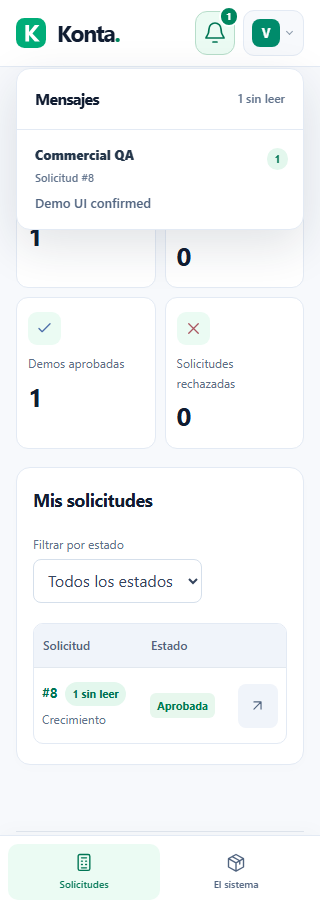 K Konta. 1 V
Mensajes 1 sin leer
Commercial QA 1
Solicitud #8
Demo UI confirmed
1 0
Demos aprobadas Solicitudes
rechazadas
1 0
Mis solicitudes
Filtrar por estado
Todos los estados
Solicitud Estado
#8 1 sin leer Aprobada
Crecimiento
Solicitudes El sistema